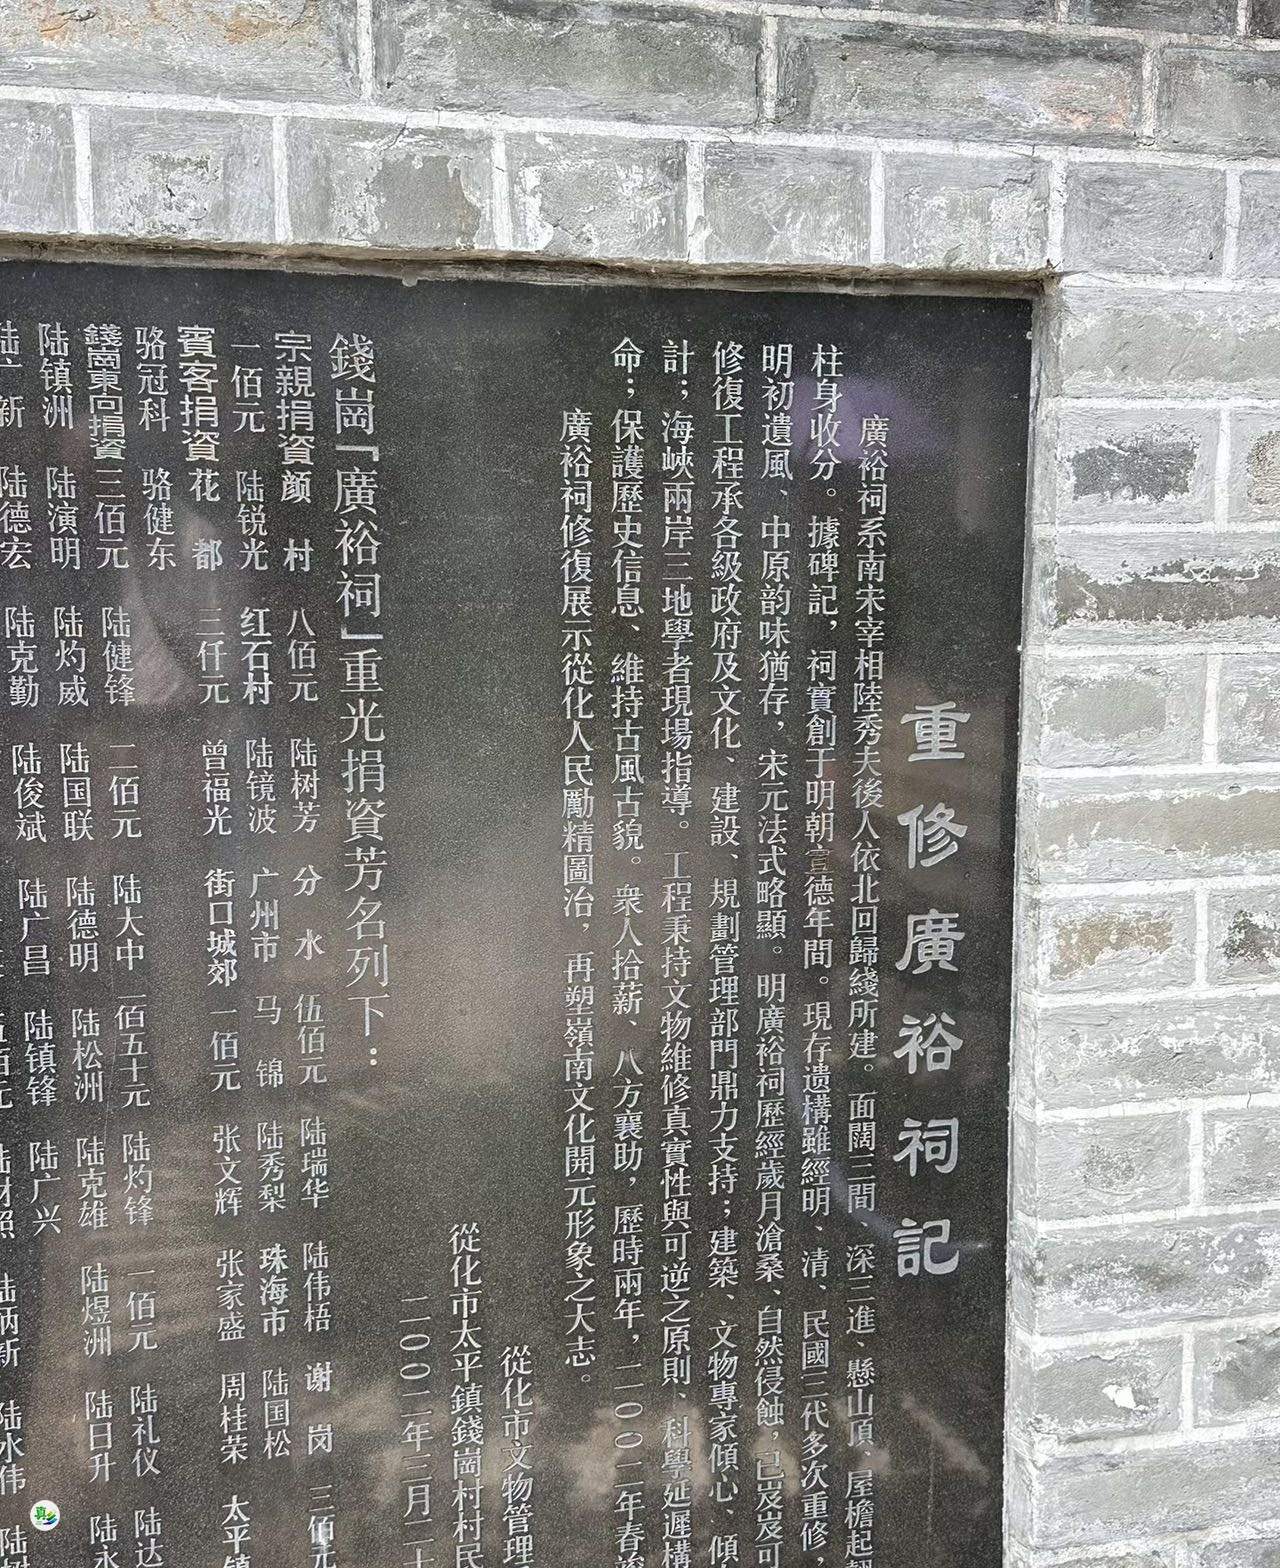 重修廣裕祠記
廣裕祠系南宋宰相陸秀夫後人依北回歸綫所建。面闊三間、深三進、懸山頂、屋檐起
柱身收分。據碑記，祠實創于明朝宣德年間。現存遺構雖經明、清、民國三代多次重修，
明初遺風、中原韵味猶存，宋元法式略顯。明廣裕祠歷經歲月滄桑、自然侵蝕，已岌岌可
修復工程承各級政府及文化、建設、規劃管理部門鼎力支持；建築、文物專家傾心、傾
計；海峽兩岸三地學者現場指導。工程秉持文物維修真實性與可逆之原則、科學延遲構
命；保護歷史信息、維持古風古貌。衆人拾薪、八方襄助，歷時兩年，二〇〇二年春
廣裕祠修復展示從化人民勵精圖治，再塑嶺南文化開元形象之大志。
從化市文物管理
從化市太平鎮錢崗村村民
二〇〇二年三月二十
錢崗「廣裕祠」重光捐資芳名列下：
宗親捐資 颜村 八佰元 陆树芳 分水 伍佰元 陆瑞华 陆伟梧 谢岗 三佰元
一佰元 陆锐光 红石村 陆镜波 广州市 马锦 陆秀梨 珠海市 陆国松
賓客捐資 花都 三仟元 曾福光 街口城郊 一佰元 张文辉 张家盛 周桂荣 太平镇
骆冠科 骆健东
錢崗東向捐資 三佰元 陆健锋 二佰元 陆大中 一百五十元 陆灼锋 一佰元 陆礼仪 陆达
陆镇洲 陆演明 陆灼威 陆国联 陆德明 陆松洲 陆克雄 陆煜洲 陆日升 陆永
陆一新 陆德宏 陆克勤 陆俊斌 陆广昌 陆镇锋 陆广兴
陆财照 陆两新 陆水伟